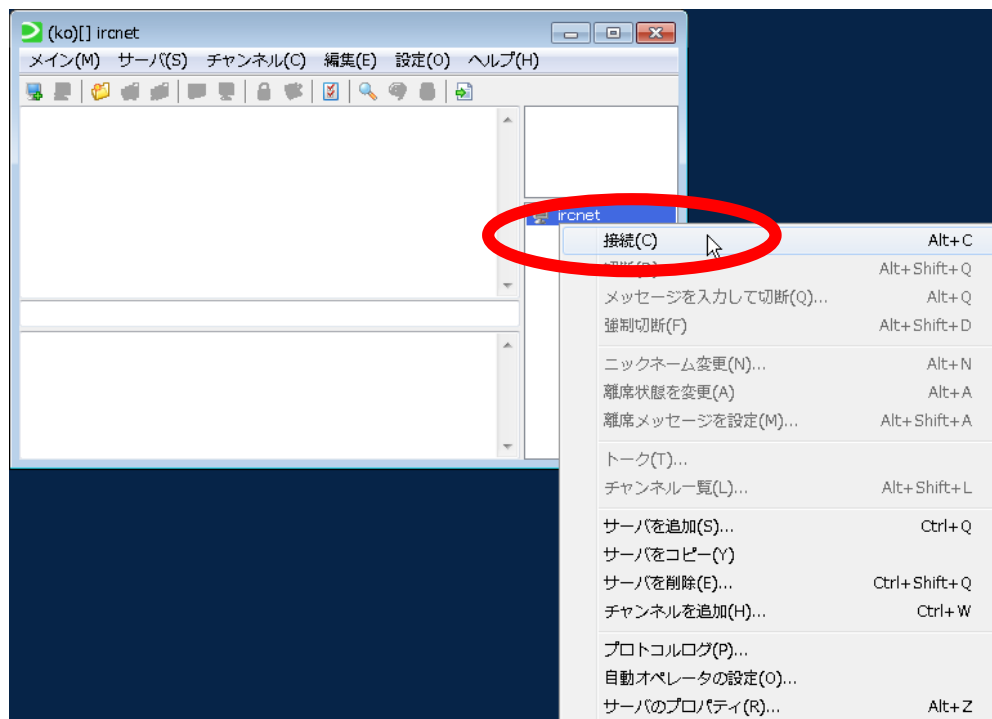 (ko)[] ircnet
メイン(M) サーバ(S) チャンネル(C) 編集(E) 設定(O) ヘルプ(H)
ircnet
接続(C) Alt+C
Alt+Shift+Q
メッセージを入力して切断(Q)... Alt+Q
強制切断(F) Alt+Shift+D
ニックネーム変更(N)... Alt+N
離席状態を変更(A) Alt+A
離席メッセージを設定(M)... Alt+Shift+A
トーク(T)...
チャンネル一覧(L)... Alt+Shift+L
サーバを追加(S)... Ctrl+Q
サーバをコピー(Y)
サーバを削除(E)... Ctrl+Shift+Q
チャンネルを追加(H)... Ctrl+W
プロトコルログ(P)...
自動オペレータの設定(O)...
サーバのプロパティ(R)... Alt+Z